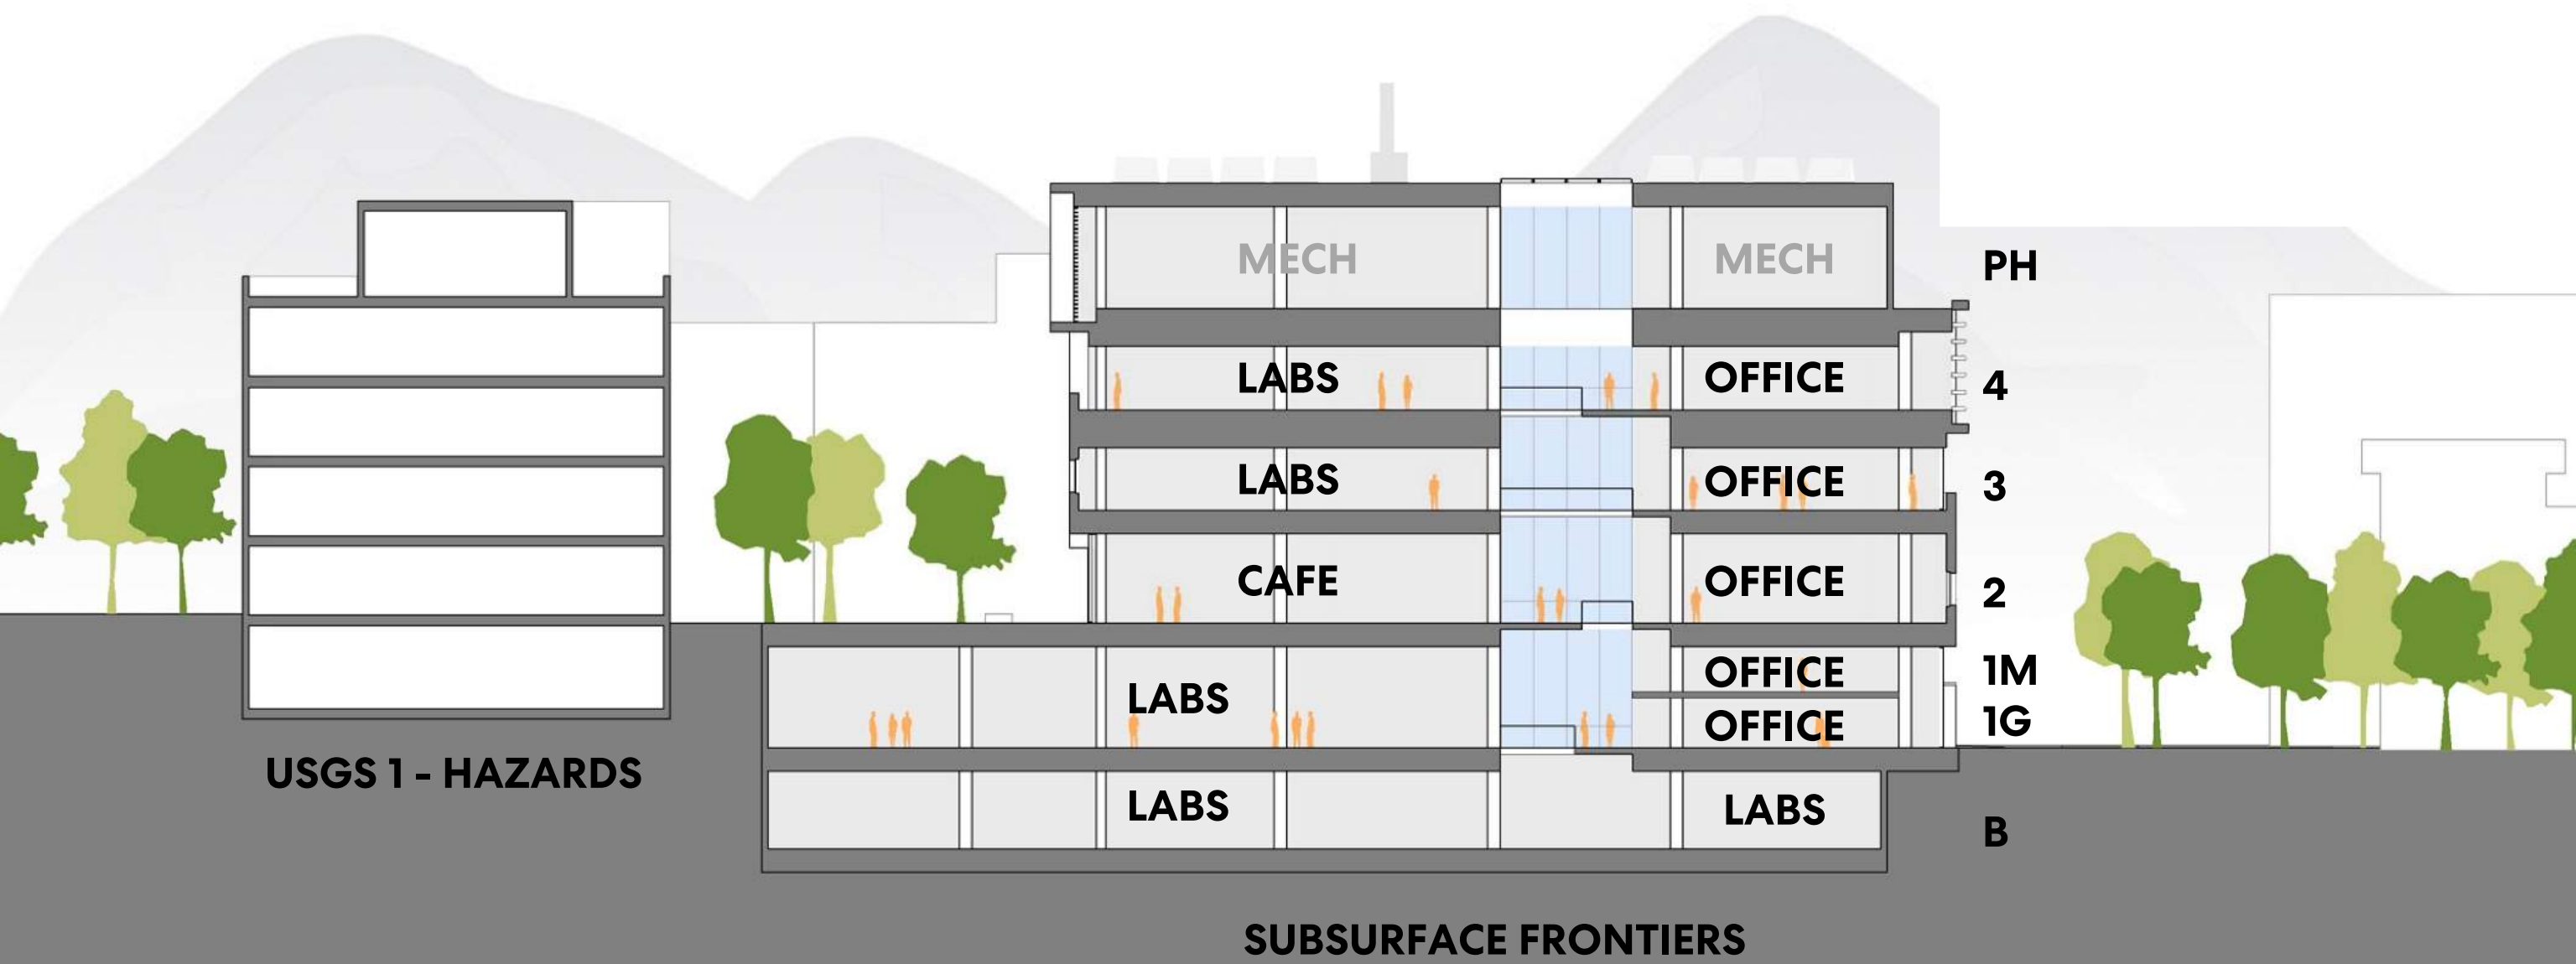 MECH MECH PH
LABS OFFICE 4
LABS OFFICE 3
CAFE OFFICE 2
OFFICE 1M
LABS
OFFICE 1G
USGS 1 - HAZARDS
LABS LABS B
SUBSURFACE FRONTIERS